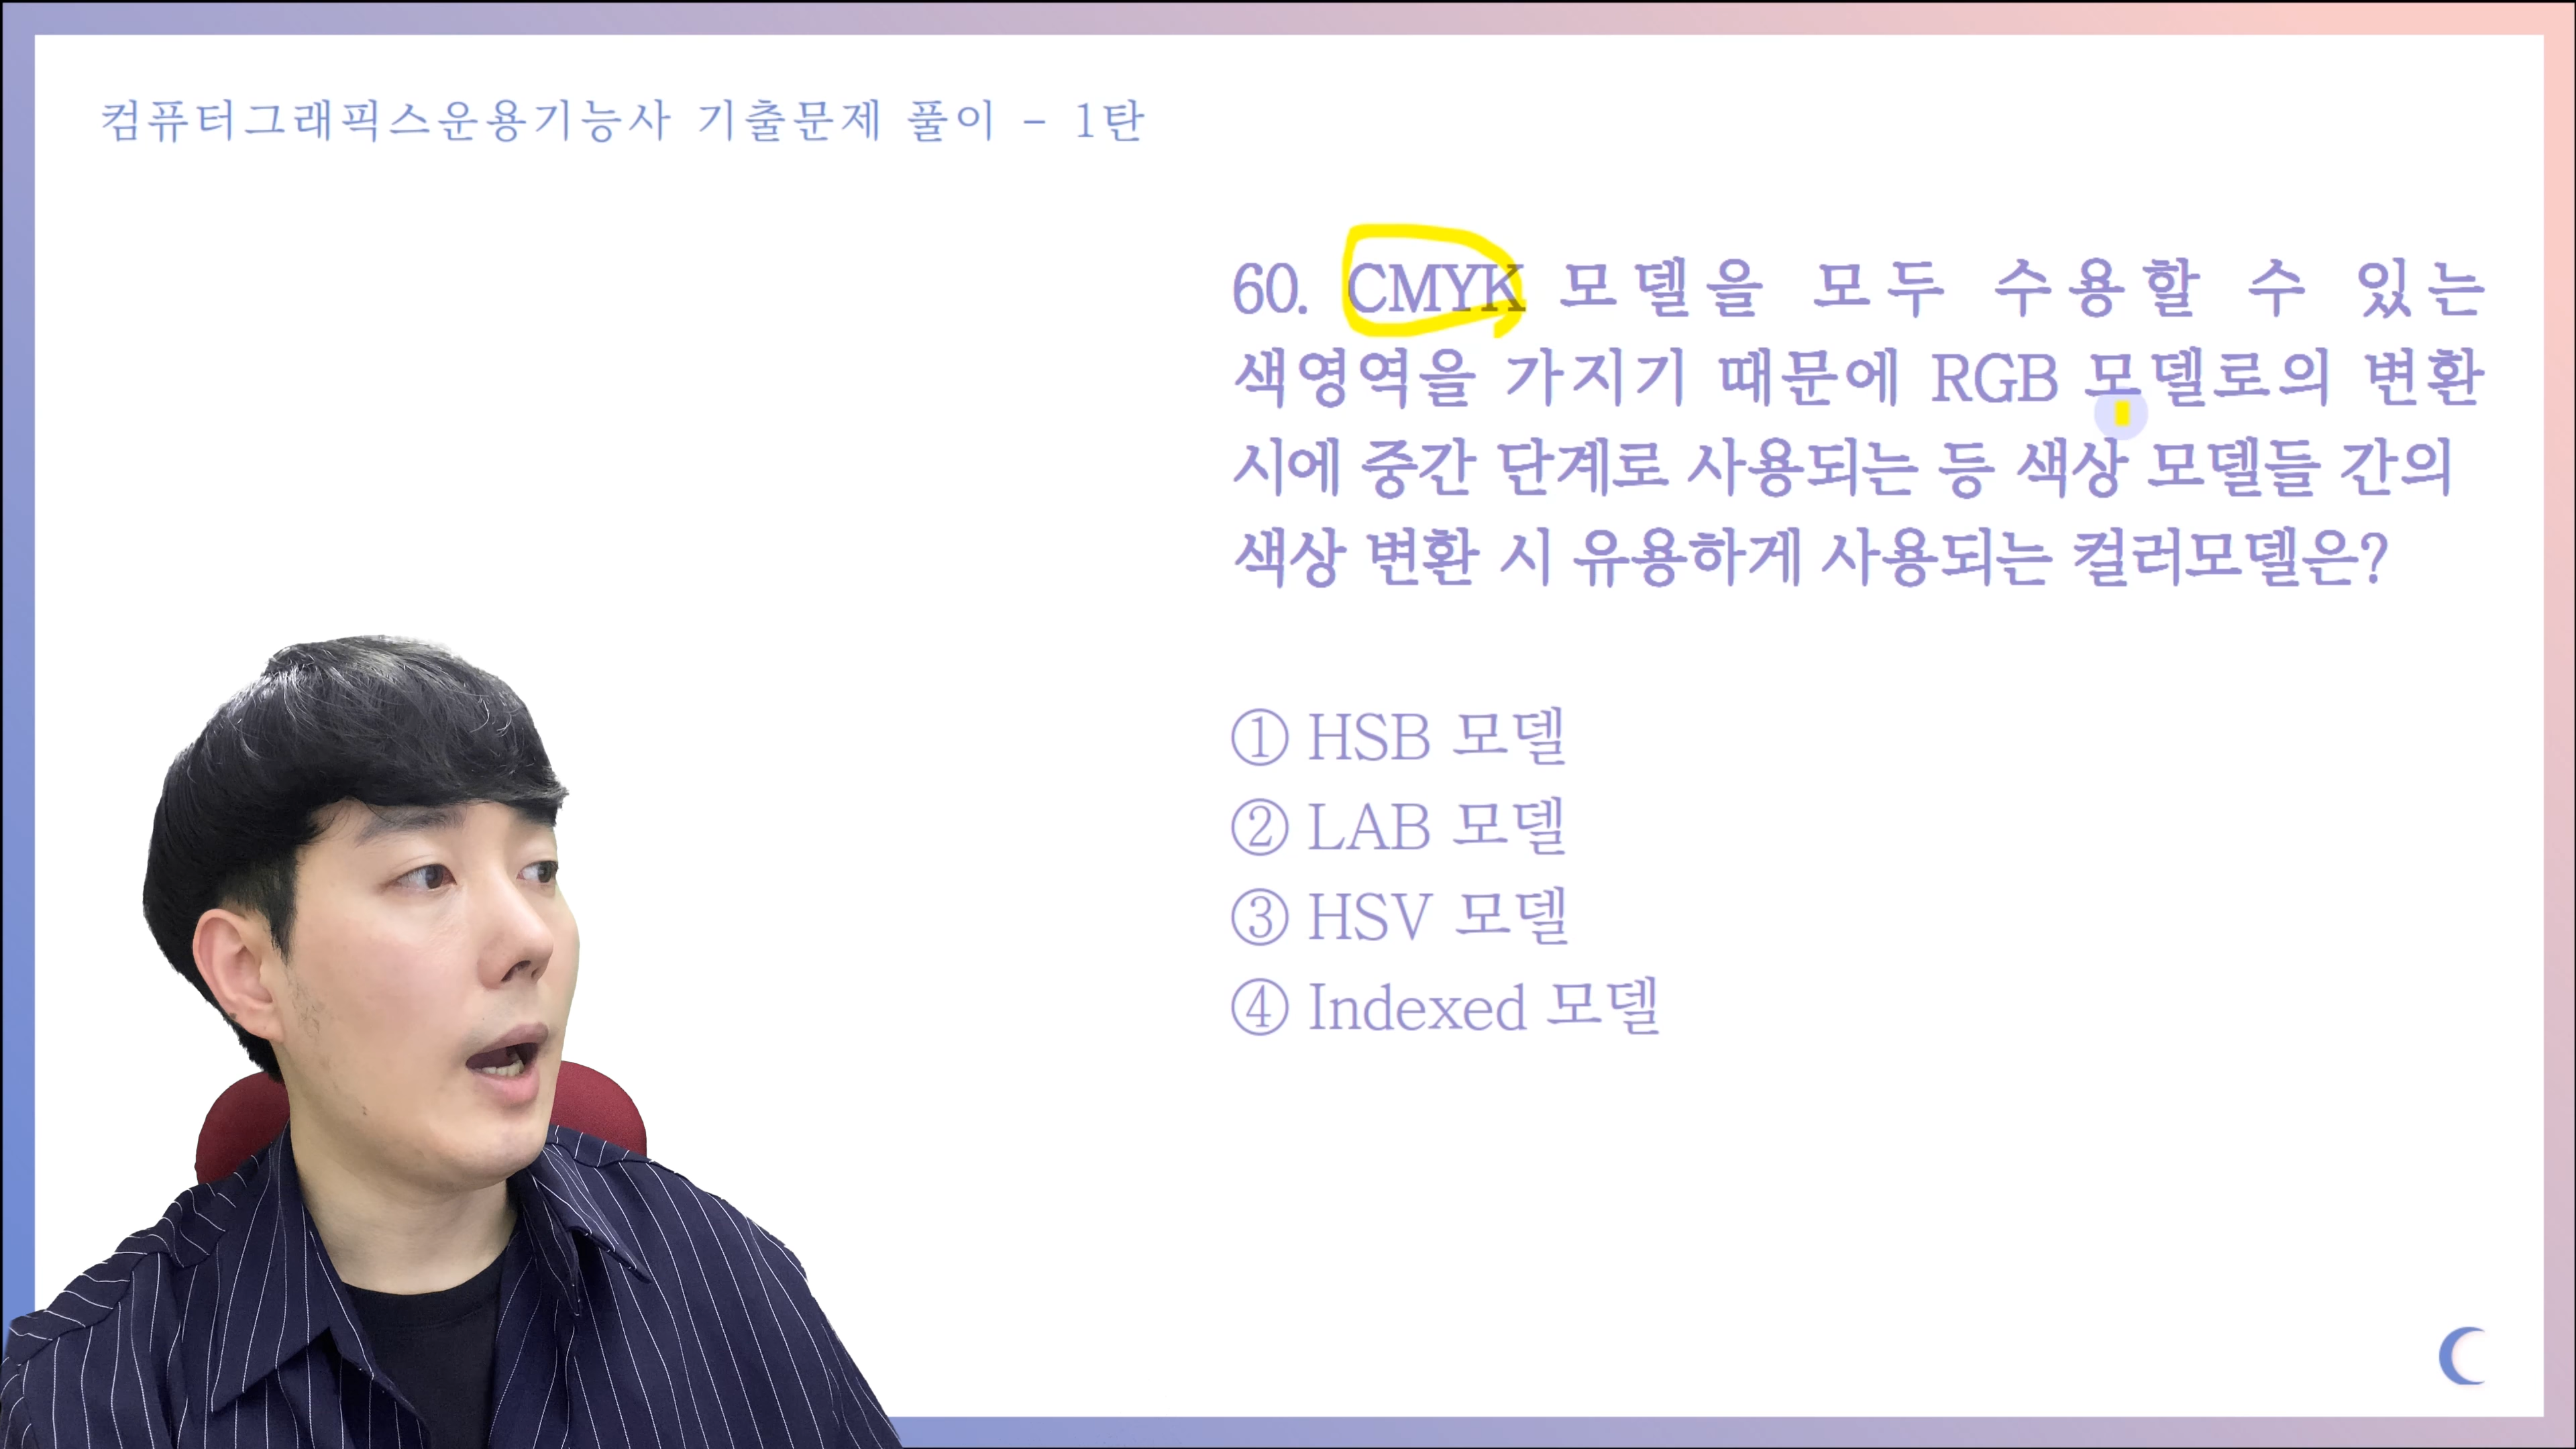 컴퓨터그래픽스운용기능사 기출문제 풀이 - 1탄
60. CMYK 모델을 모두 수용할 수 있는
색영역을 가지기 때문에 RGB 모델로의 변환
시에 중간 단계로 사용되는 등 색상 모델들 간의
색상 변환 시 유용하게 사용되는 컬러모델은?
① HSB 모델
② LAB 모델
③ HSV 모델
④ Indexed 모델